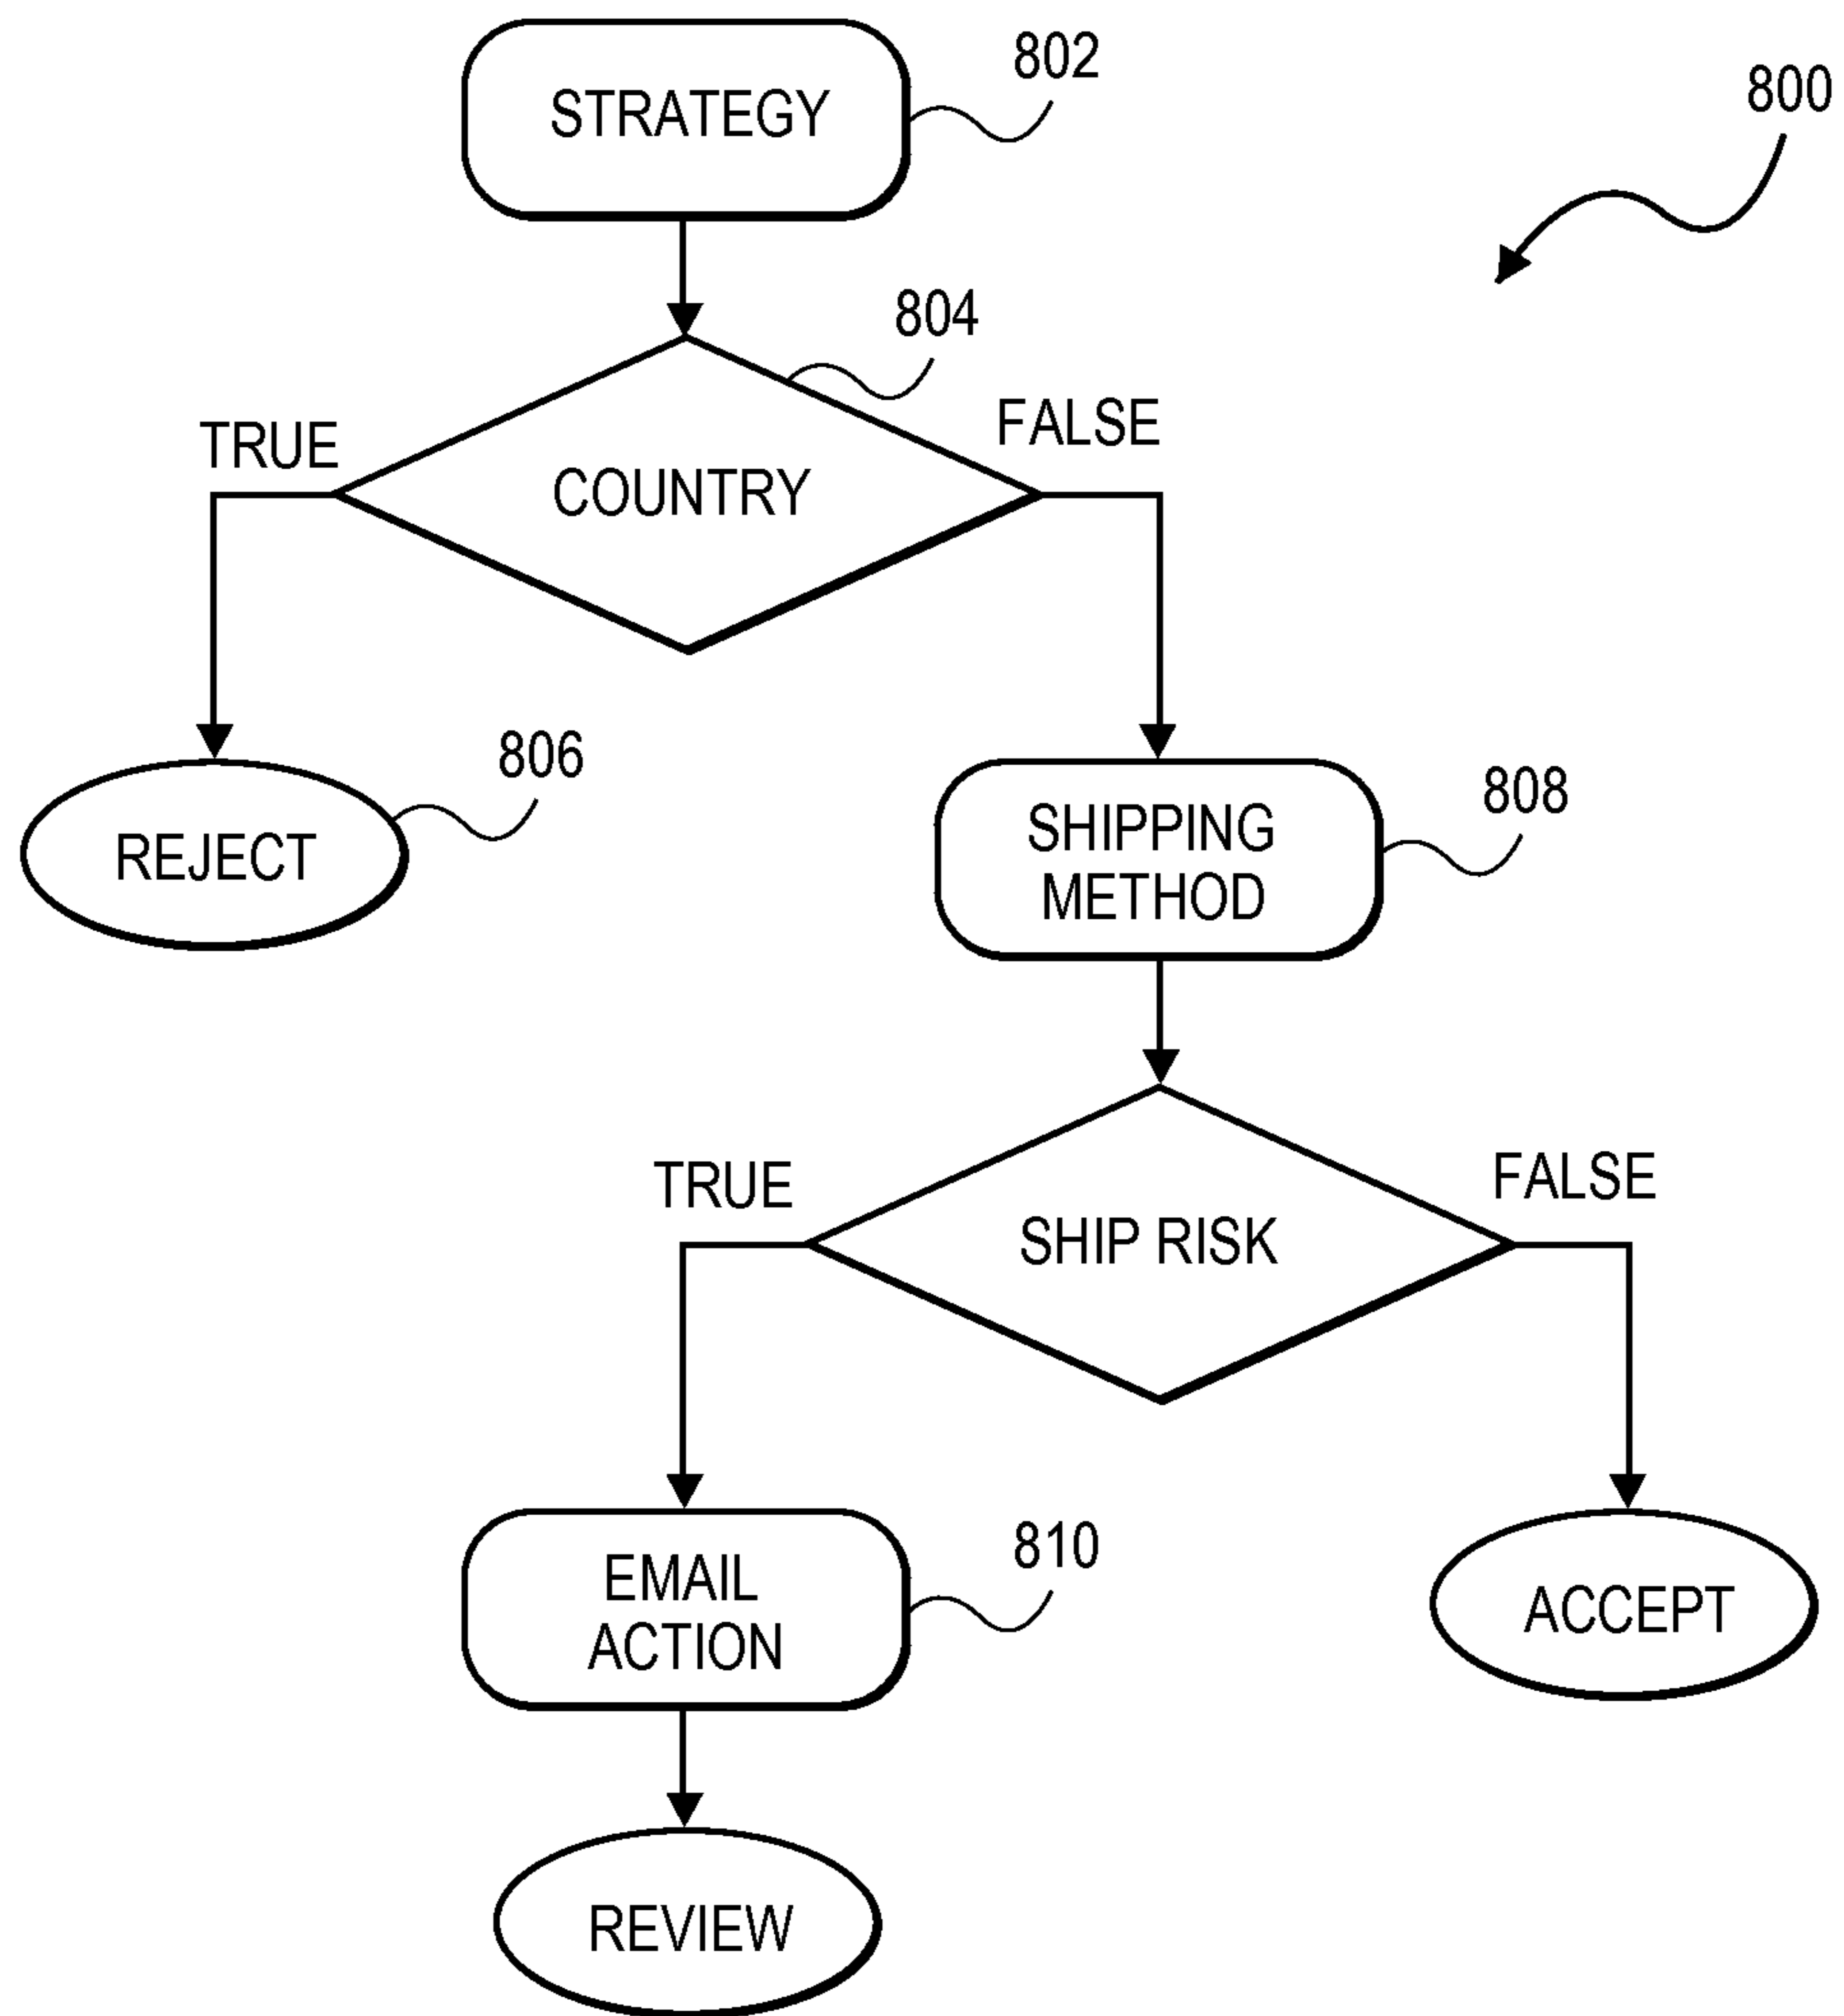 802
STRATEGY
800
804
TRUE
FALSE
COUNTRY
806
REJECT
808
SHIPPING
METHOD
TRUE
FALSE
SHIP RISK
810
EMAIL
ACTION
ACCEPT
REVIEW